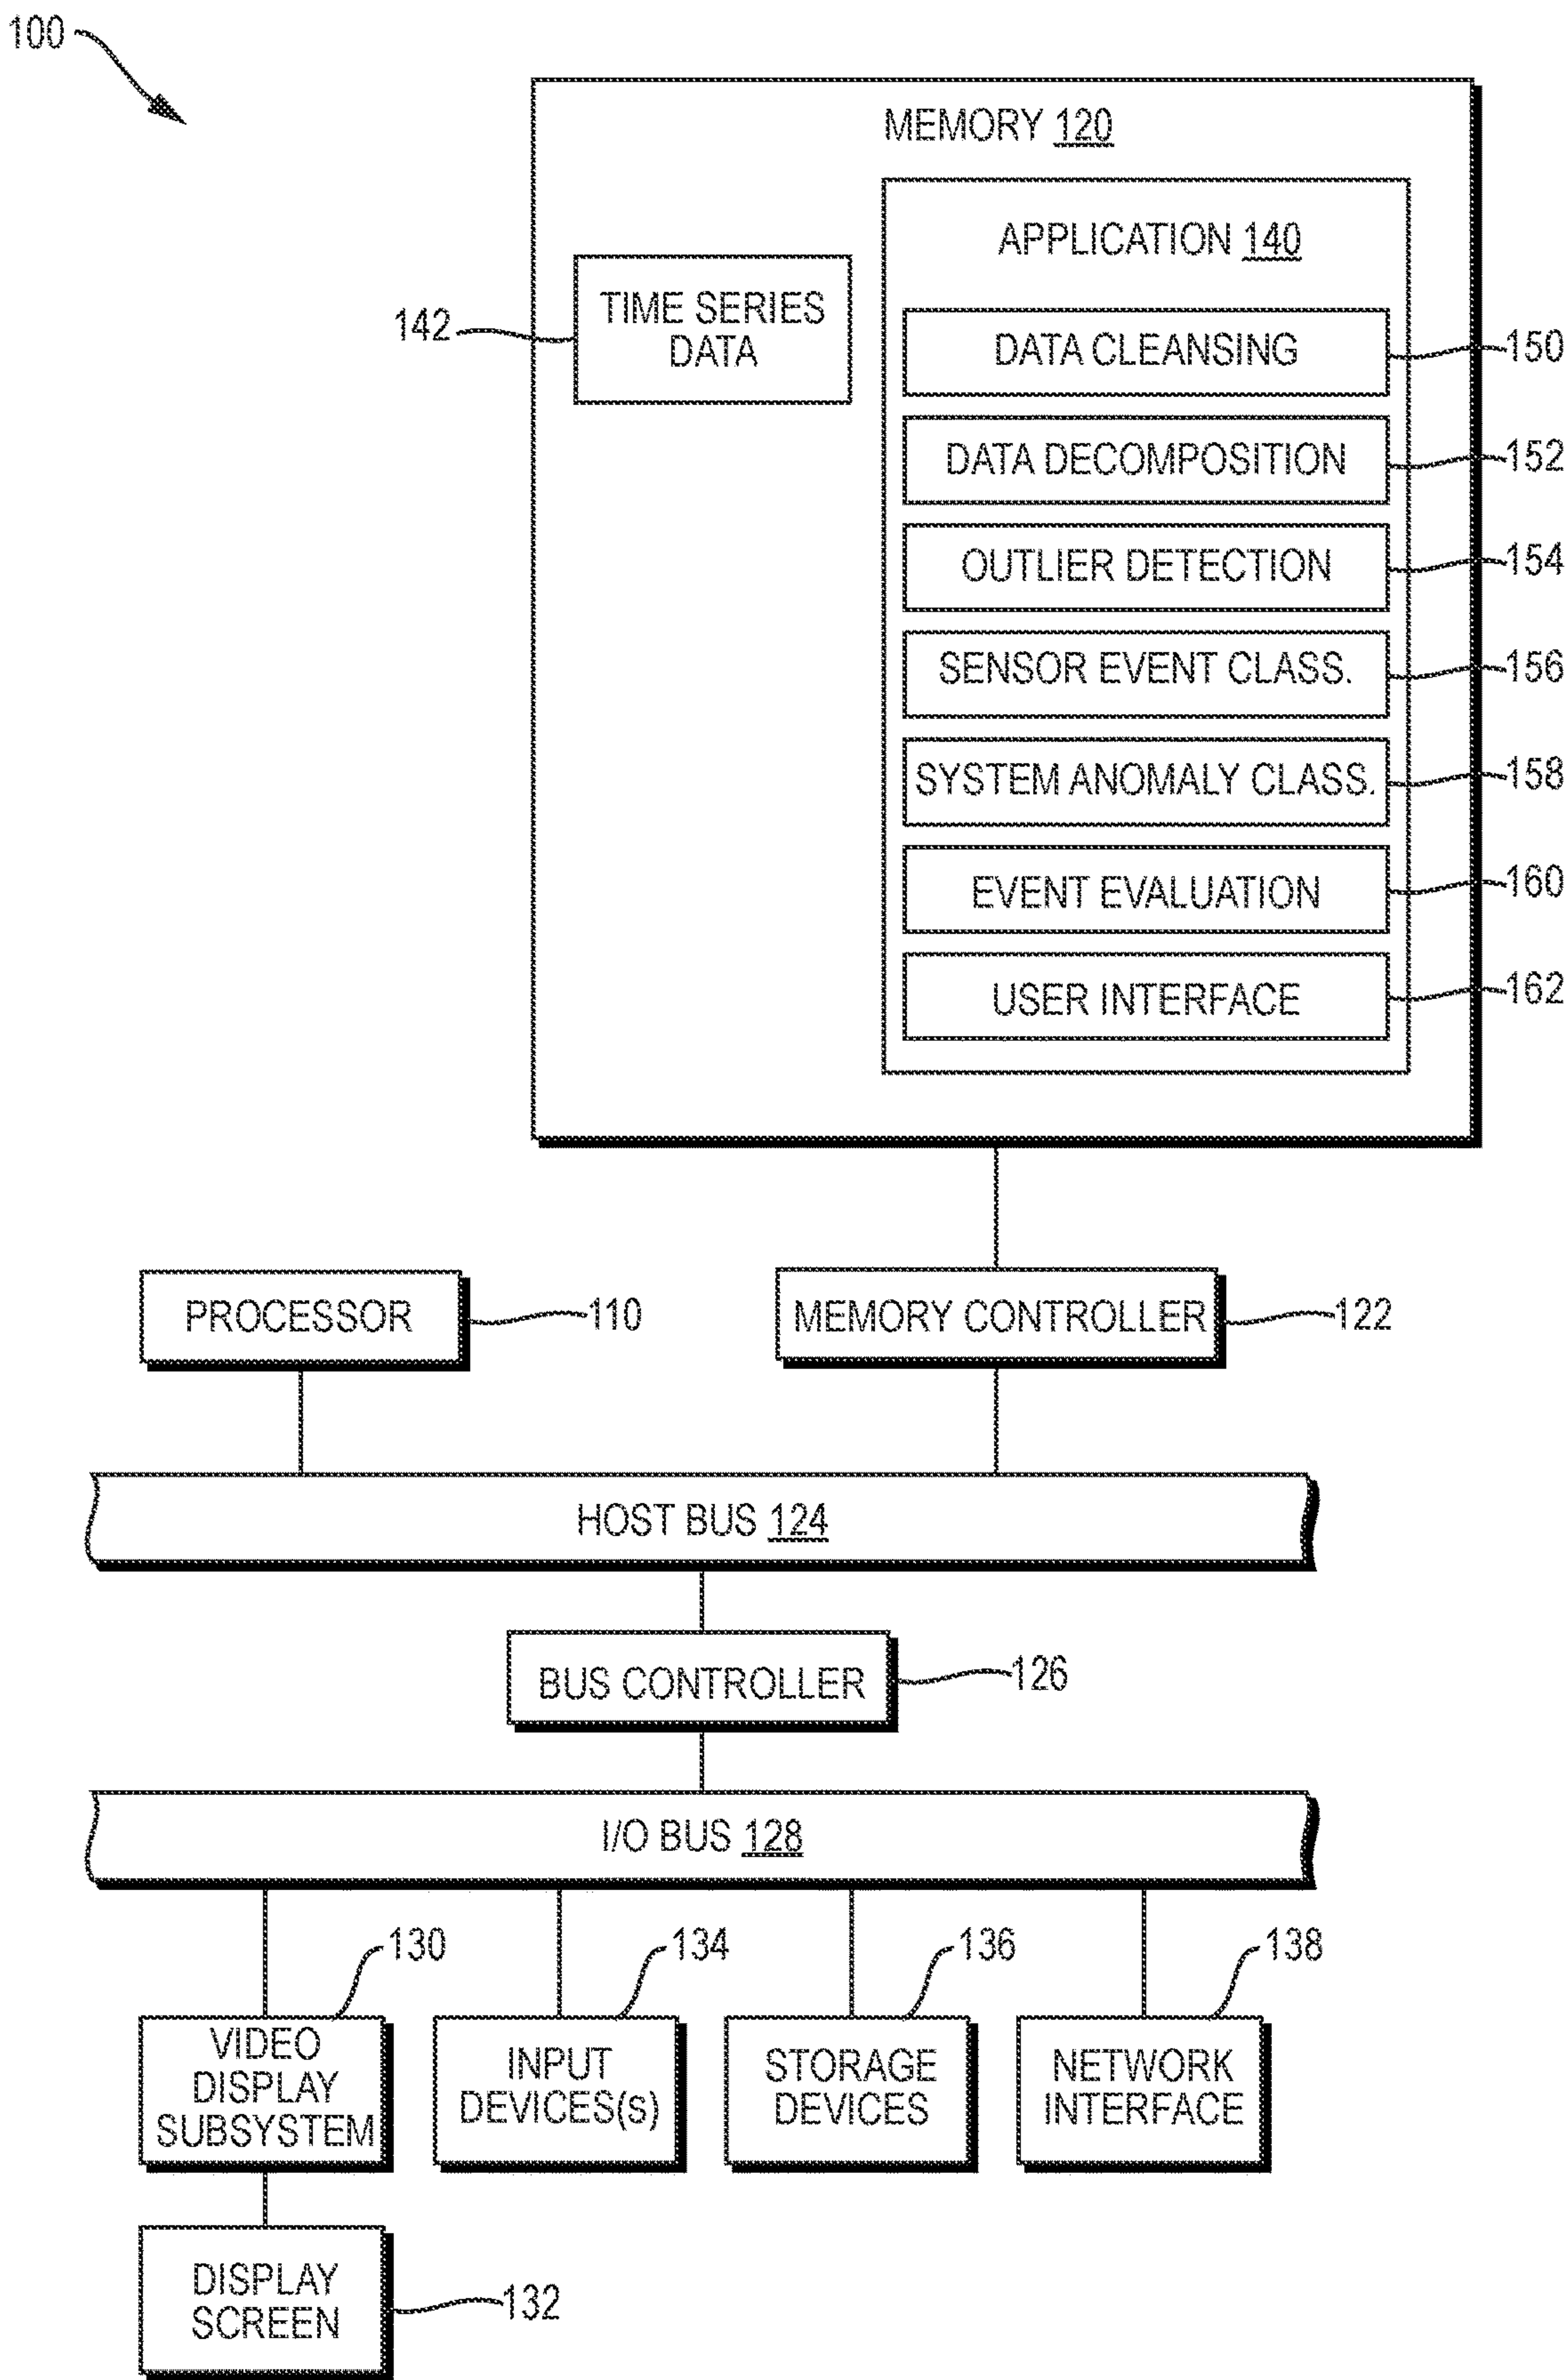 100
MEMORY 120
APPLICATION 140
142
TIME SERIES
DATA
DATA CLEANSING
150
DATA DECOMPOSITION
152
OUTLIER DETECTION
154
SENSOR EVENT CLASS.
156
SYSTEM ANOMALY CLASS.
158
EVENT EVALUATION
160
USER INTERFACE
162
PROCESSOR
110
MEMORY CONTROLLER
122
HOST BUS 124
BUS CONTROLLER
126
I/O BUS 128
130
134
136
138
VIDEO
DISPLAY
SUBSYSTEM
INPUT
DEVICES(s)
STORAGE
DEVICES
NETWORK
INTERFACE
DISPLAY
SCREEN
132